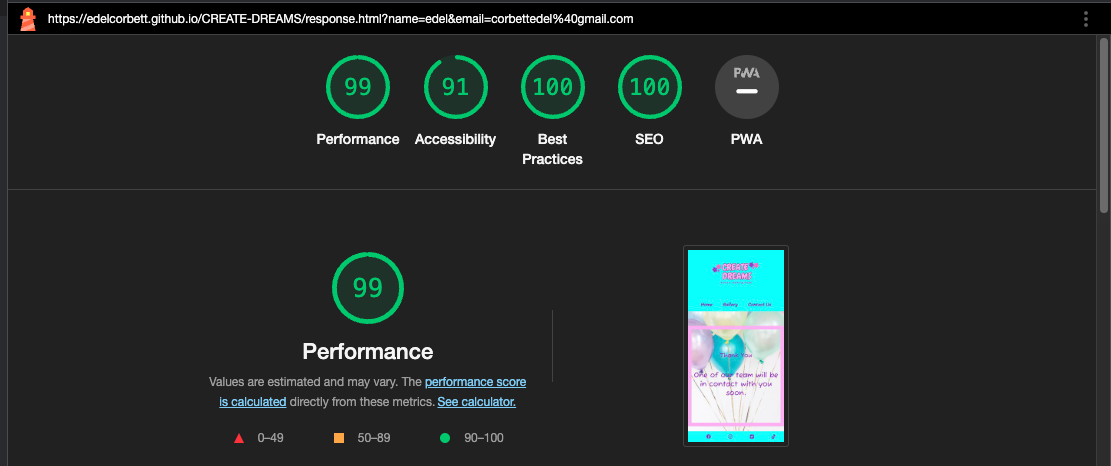 https://edelcorbett.github.io/CREATE-DREAMS/response.html?name=edel&email=corbettedel%40gmail.com
99
91
100
100
PWA
Performance
Accessibility
Best
Practices
SEO
PWA
99
Performance
Values are estimated and may vary. The performance score
is calculated directly from these metrics. See calculator.
0–49
50–89
90–100
CREATE
DREAMS
Home Gallery Contact Us
Thank You
One of our team will be
in contact with you
soon.